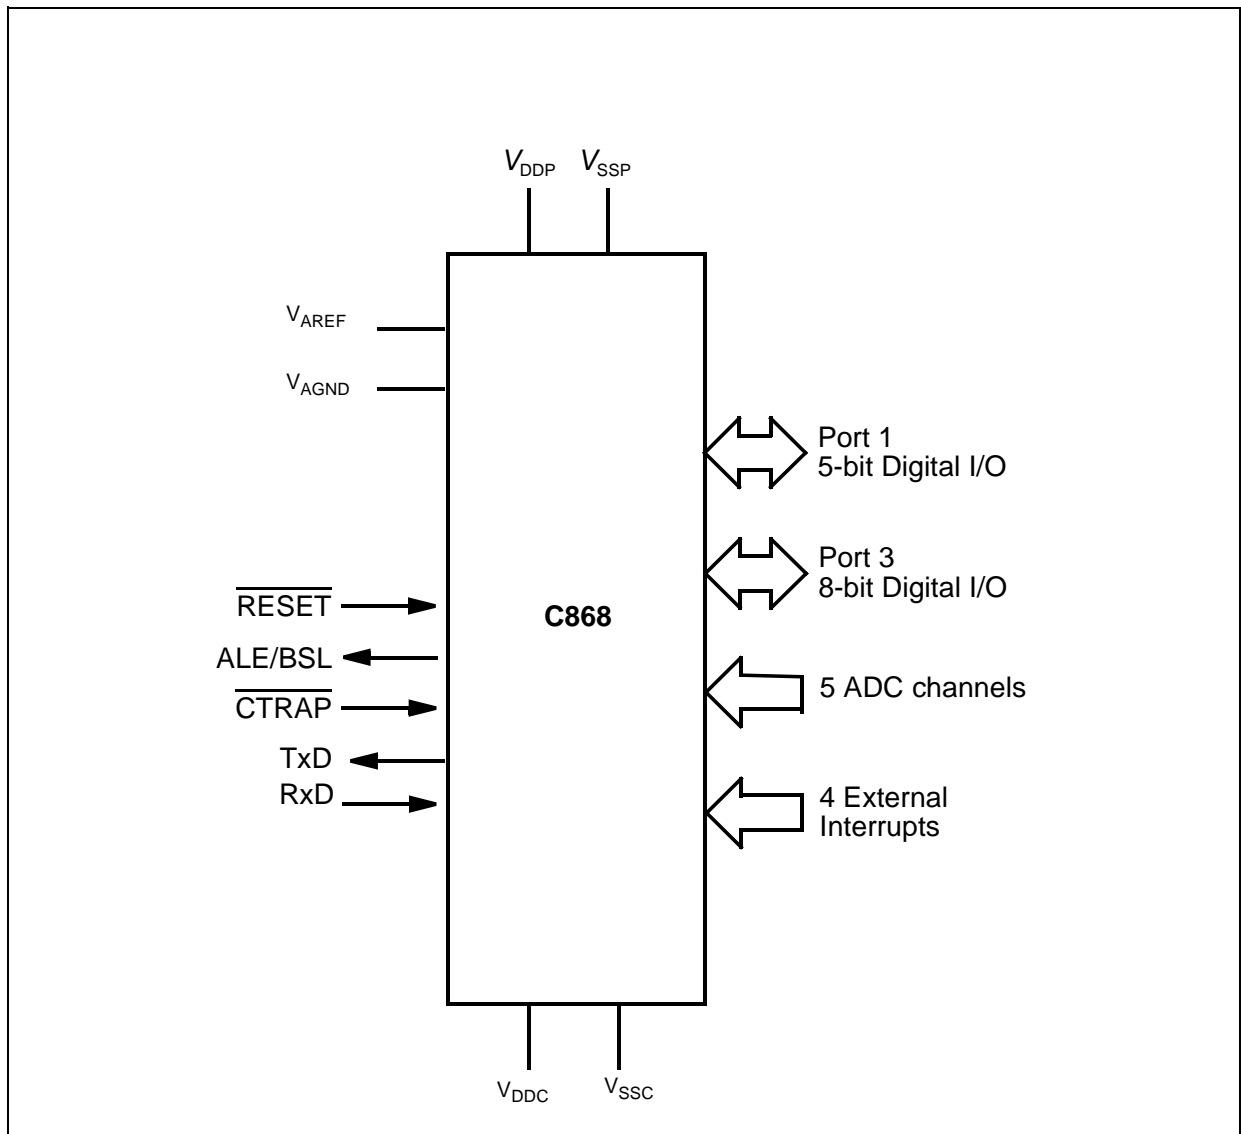 VDDP VSSP
VAREF
VAGND
Port 1
5-bit Digital I/O
Port 3
8-bit Digital I/O
RESET
C868
ALE/BSL
5 ADC channels
CTRAP
TxD
RxD
4 External
Interrupts
VDDC VSSC